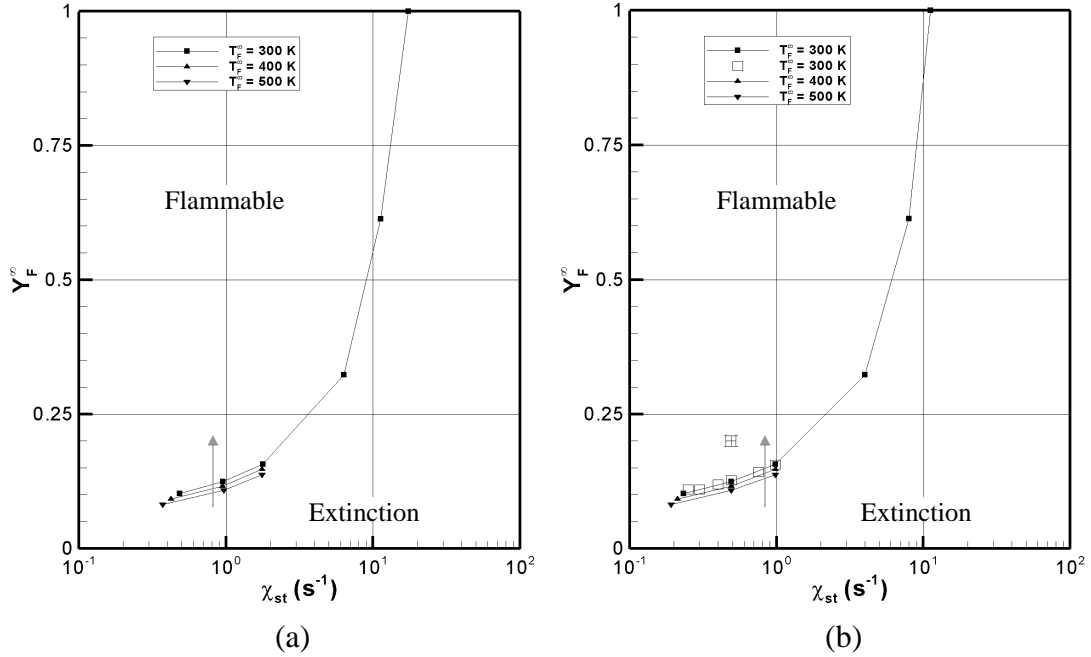 1
0.75
0.5
0.25
0
Y_F^∞
T_F^∞ = 300 K
T_F^∞ = 400 K
T_F^∞ = 500 K
Flammable
Extinction
10^-1 10^0 10^1 10^2
χ_st (s^-1)
(a)
1
0.75
0.5
0.25
0
Y_F^∞
T_F^∞ = 300 K
T_F^∞ = 300 K
T_F^∞ = 400 K
T_F^∞ = 500 K
Flammable
Extinction
10^-1 10^0 10^1 10^2
χ_st (s^-1)
(b)